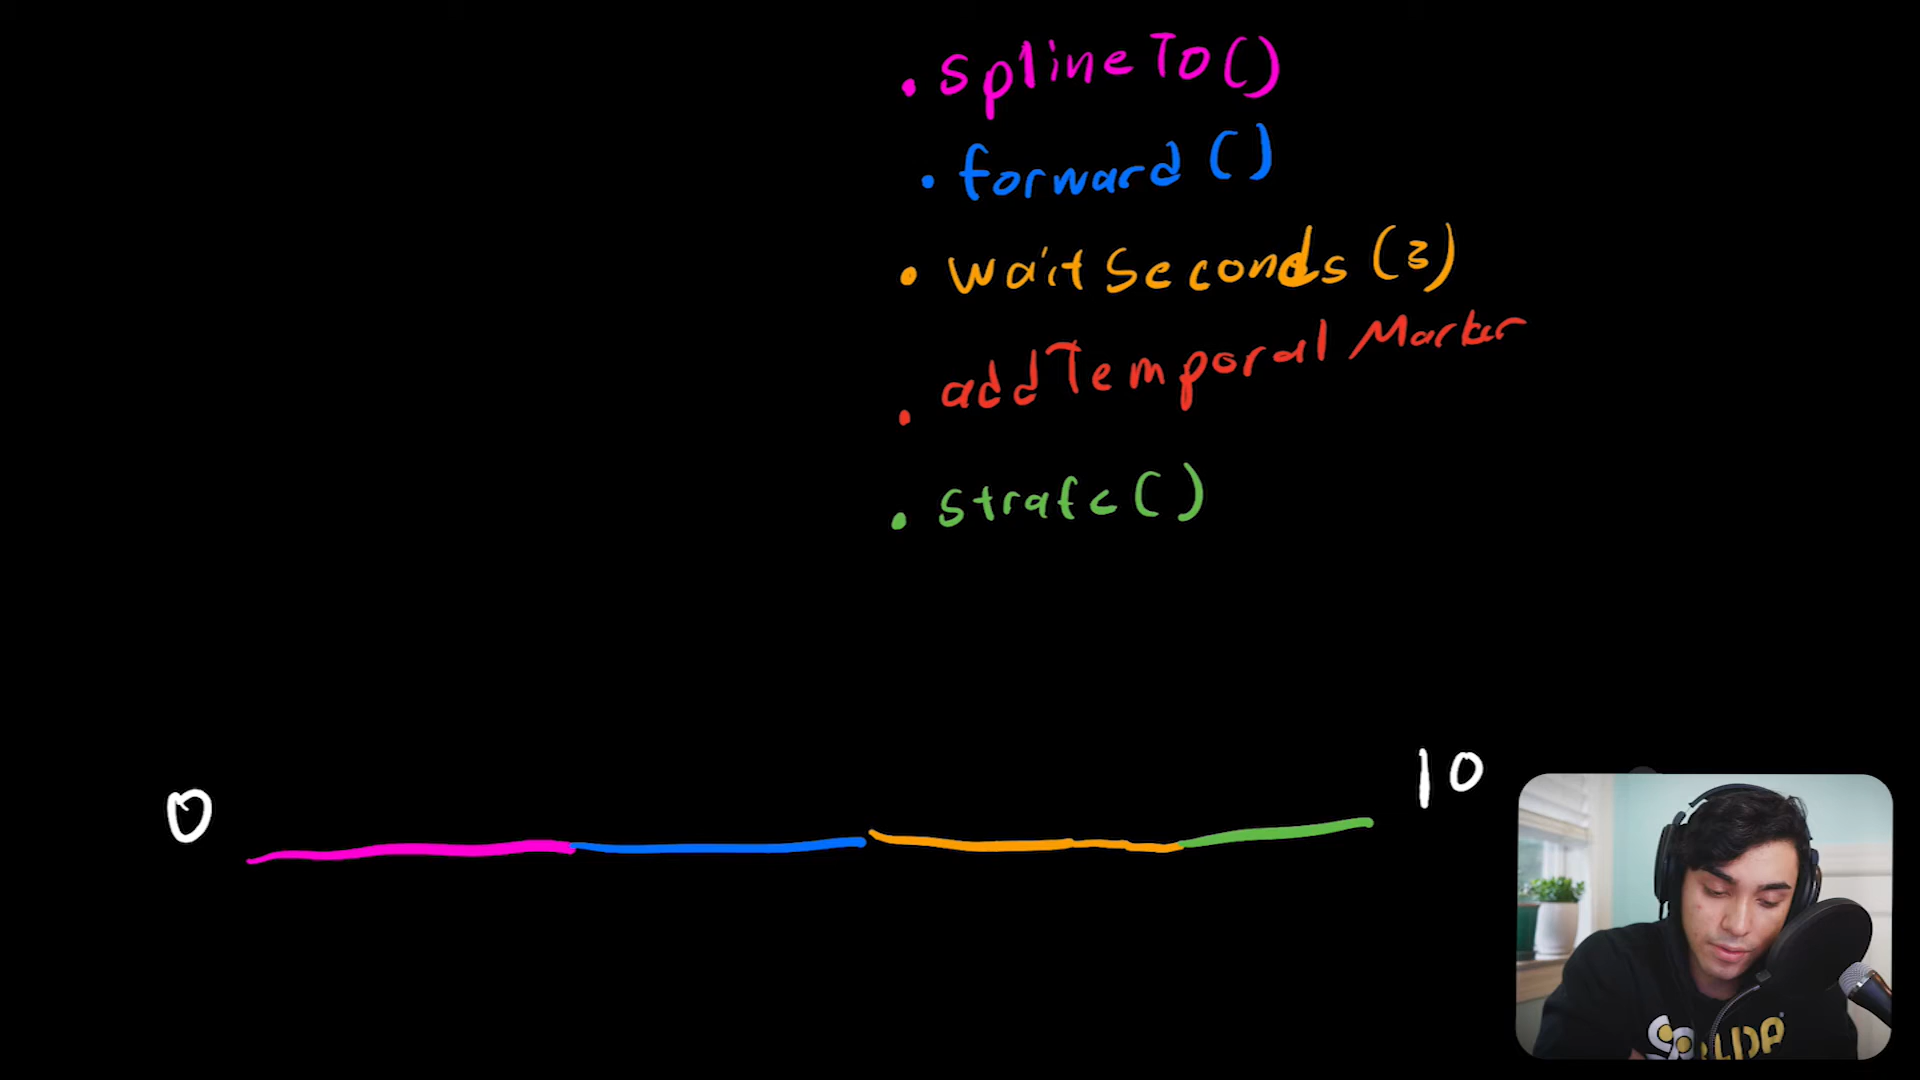 • splineTo()
• forward()
• waitSeconds(3)
• addTemporalMarker
• strafe()
0
10